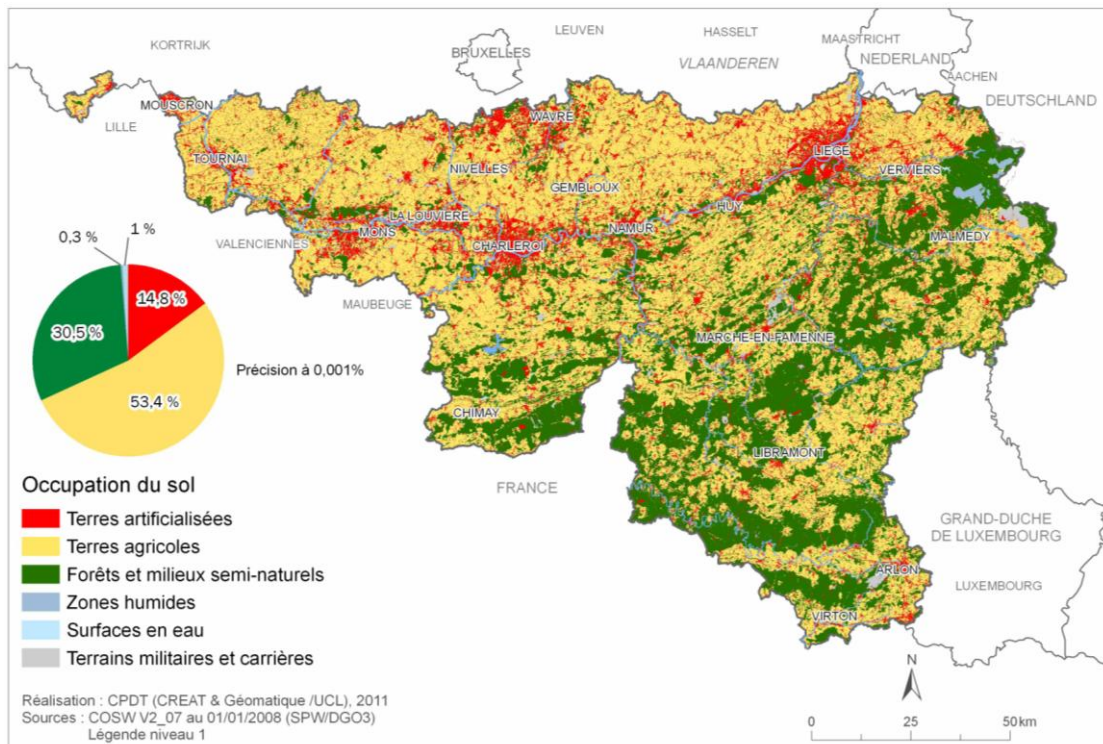 KORTRIJK
LEUVEN
HASSELT
MAASTRICHT
BRUXELLES
VLAANDEREN
NEDERLAND
AACHEN
DEUTSCHLAND
MOUSCRON
LILLE
WAVRE
LIEGE
TOURNAI
NIVELLES
VERVIERS
GEMBLOUX
HUY
LA LOUVIÈRE
MONS
NAMUR
MALMEDY
VALENCIENNES
CHARLEROI
MAUBEUGE
MARCHE-EN-FAMENNE
CHIMAY
LIBRAMONT
FRANCE
GRAND-DUCHE
DE LUXEMBOURG
ARLON
LUXEMBOURG
VIRTON
0,3 %
1 %
14,8 %
30,5 %
53,4 %
Précision à 0,001%
Occupation du sol
Terres artificialisées
Terres agricoles
Forêts et milieux semi-naturels
Zones humides
Surfaces en eau
Terrains militaires et carrières
Réalisation : CPDT (CREAT & Géomatique /UCL), 2011
Sources : COSW V2_07 au 01/01/2008 (SPW/DGO3)
Légende niveau 1
N
0 25 50 km